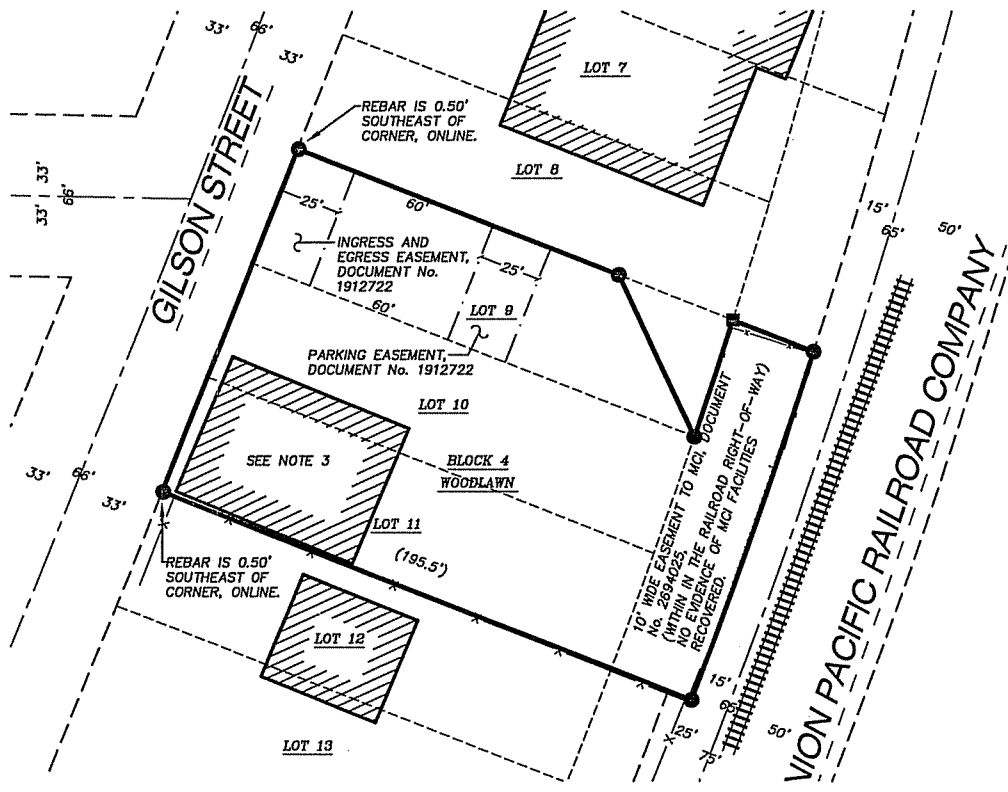 33'
66'
33'
LOT 7
REBAR IS 0.50'
SOUTHEAST OF
CORNER, ONLINE.
GILSON STREET
LOT 8
33'
66'
33'
25'
60'
15'
65'
50'
INGRESS AND
EGRESS EASEMENT,
DOCUMENT No.
1912722
25'
60'
LOT 9
PARKING EASEMENT,
DOCUMENT No. 1912722
LOT 10
SEE NOTE 3
BLOCK 4
WOODLAWN
33'
66'
33'
LOT 11
(195.5')
10' WIDE EASEMENT TO MCI, DOCUMENT
No. 2694025,
(WITHIN IN THE RAILROAD RIGHT-OF-WAY)
NO EVIDENCE OF MCI FACILITIES
RECOVERED.
VION PACIFIC RAILROAD COMPANY
REBAR IS 0.50'
SOUTHEAST OF
CORNER, ONLINE.
LOT 12
15'
25'
50'
75'
LOT 13